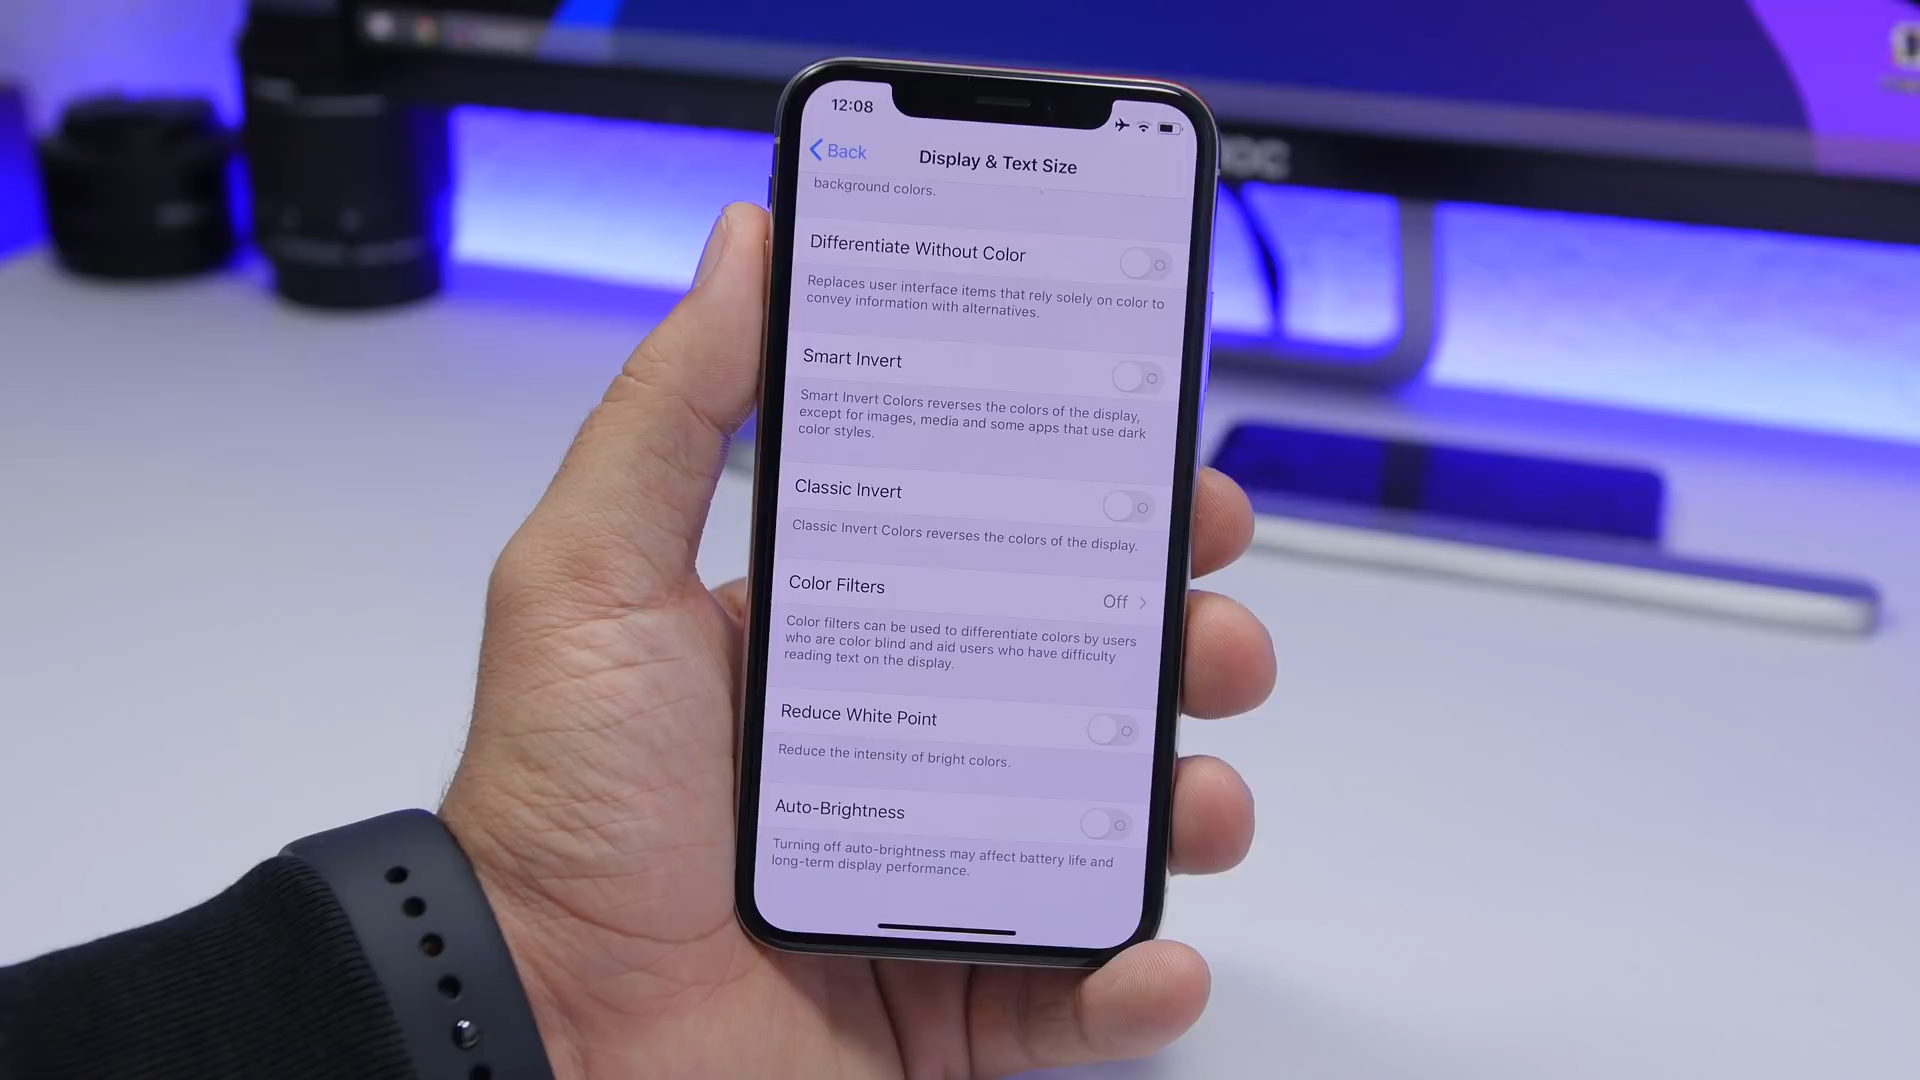 12:08
Back
Display & Text Size
background colors.
Differentiate Without Color
Replaces user interface items that rely solely on color to
convey information with alternatives.
Smart Invert
Smart Invert Colors reverses the colors of the display,
except for images, media and some apps that use dark
color styles.
Classic Invert
Classic Invert Colors reverses the colors of the display.
Color Filters
Off
Color filters can be used to differentiate colors by users
who are color blind and aid users who have difficulty
reading text on the display.
Reduce White Point
Reduce the intensity of bright colors.
Auto-Brightness
Turning off auto-brightness may affect battery life and
long-term display performance.